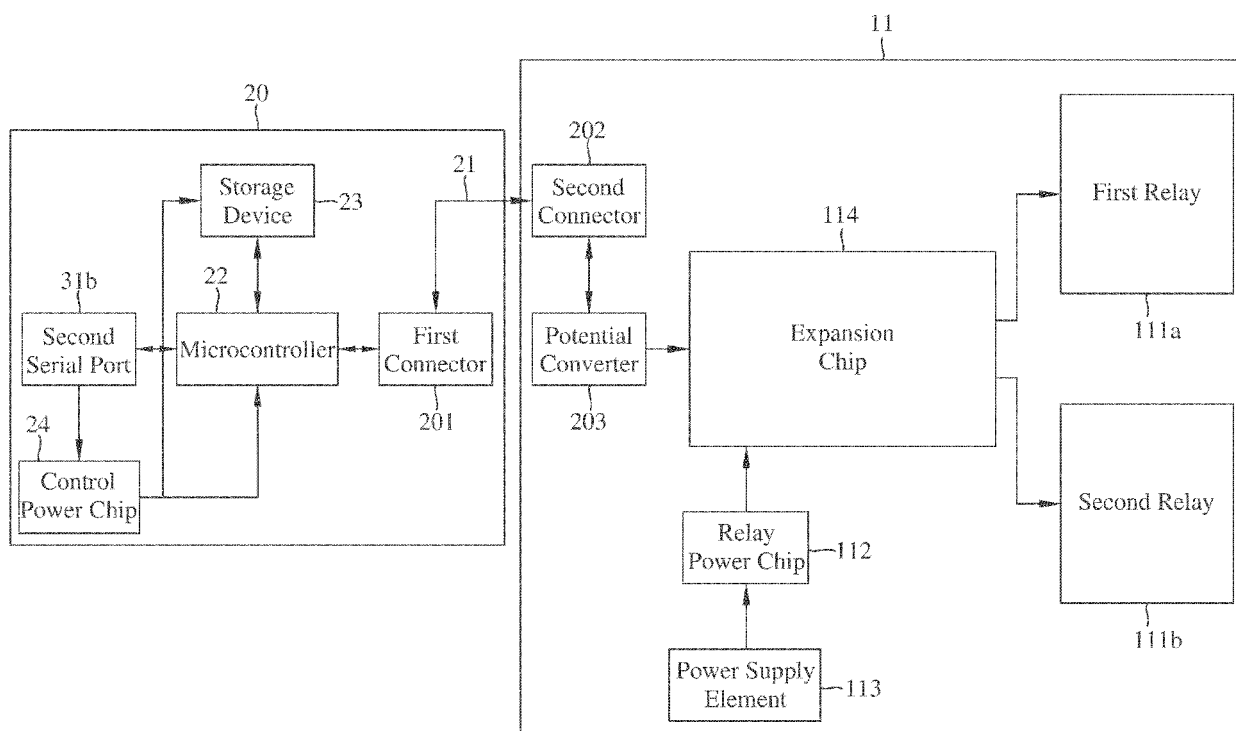 11
20
202
Second
Connector
21
Storage
Device
23
First Relay
111a
114
Expansion
Chip
31b
Second
Serial Port
22
Microcontroller
First
Connector
201
Potential
Converter
203
24
Control
Power Chip
Relay
Power Chip
112
Second Relay
111b
Power Supply
Element
113